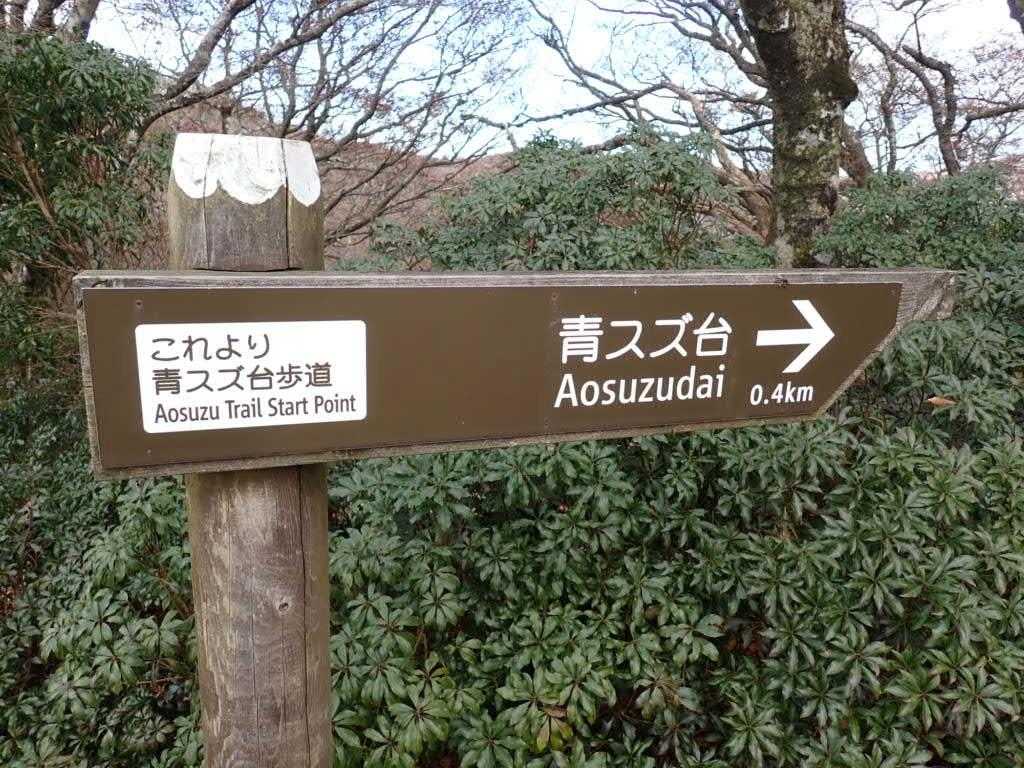 これより
青スズ台歩道
Aosuzu Trail Start Point
青スズ台
Aosuzudai
0.4km